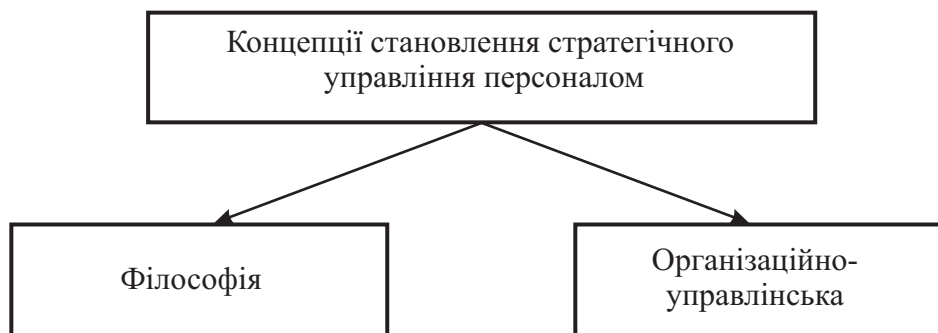 Концепції становлення стратегічного
управління персоналом
Філософія
Організаційно-
управлінська